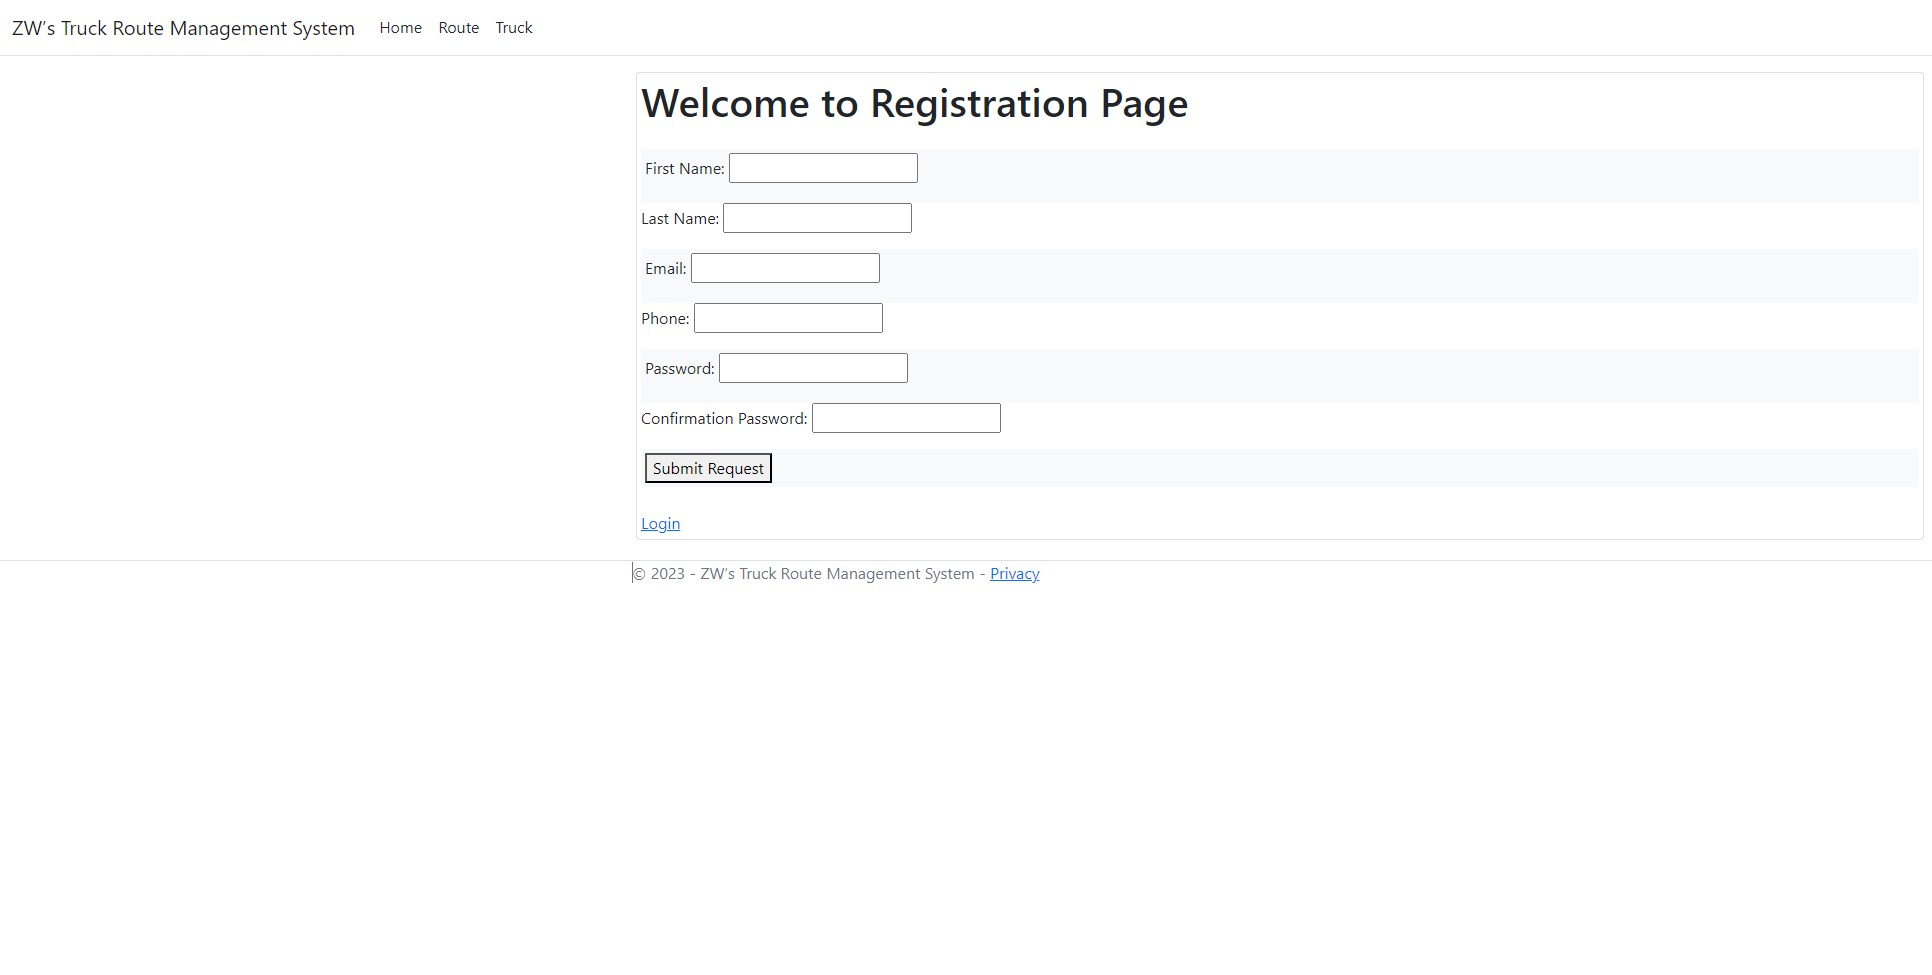 ZW's Truck Route Management System Home Route Truck
Welcome to Registration Page
First Name:
Last Name:
Email:
Phone:
Password:
Confirmation Password:
Submit Request
Login
© 2023 - ZW's Truck Route Management System - Privacy